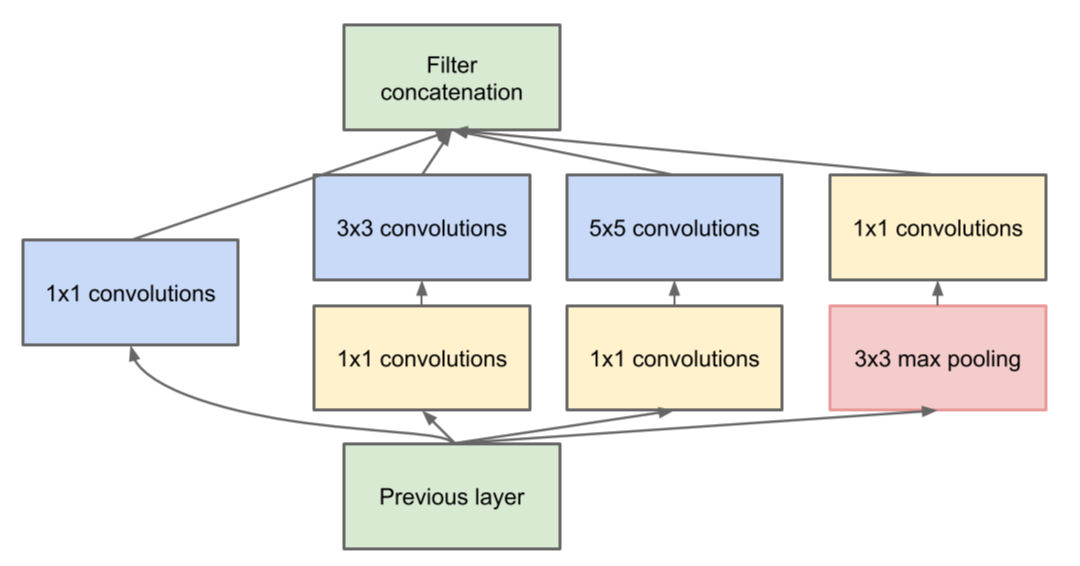 Filter
concatenation
3x3 convolutions
5x5 convolutions
1x1 convolutions
1x1 convolutions
1x1 convolutions
1x1 convolutions
3x3 max pooling
Previous layer